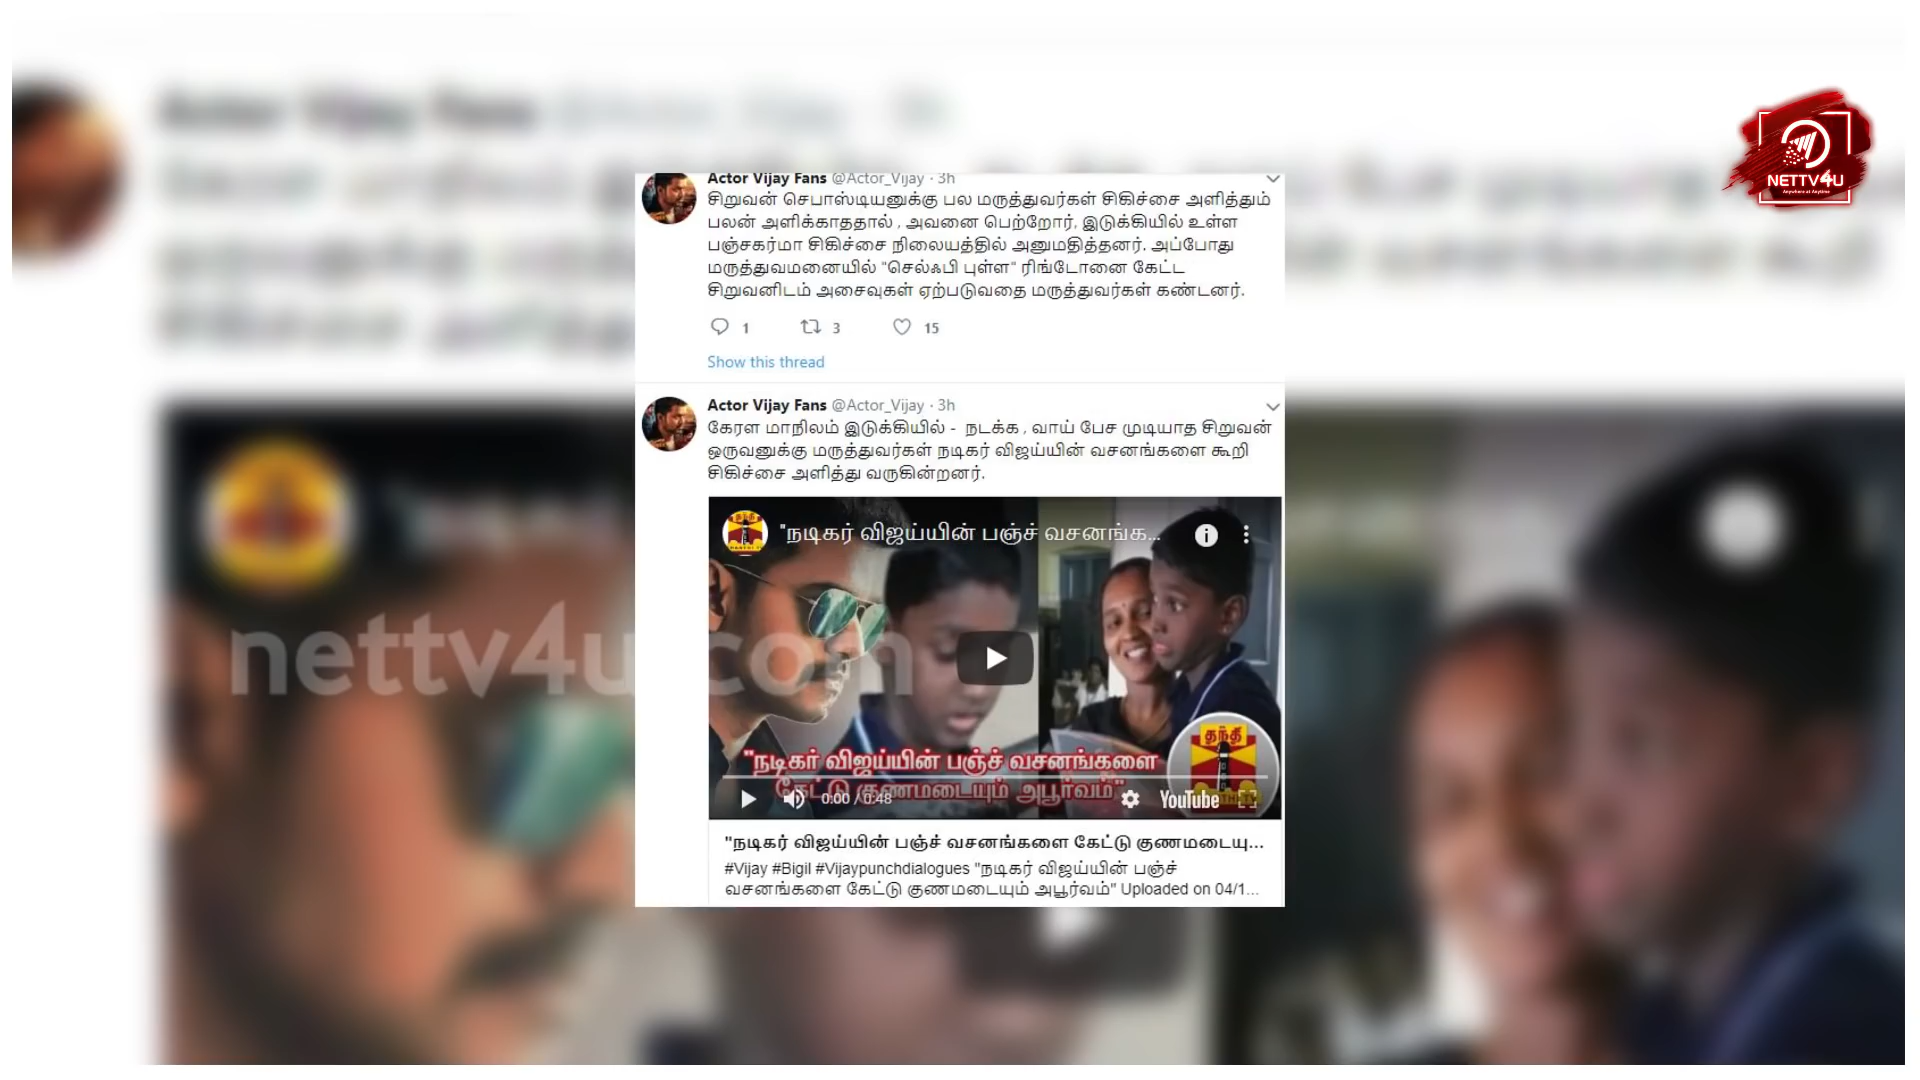 NETTV4U
Anywhere at Anytime
Actor Vijay Fans @Actor_Vijay · 3h
சிறுவன் செபாஸ்டியனுக்கு பல மருத்துவர்கள் சிகிச்சை அளித்தும்
பலன் அளிக்காததால் , அவனை பெற்றோர், இடுக்கியில் உள்ள
பஞ்சகர்மா சிகிச்சை நிலையத்தில் அனுமதித்தனர். அப்போது
மருத்துவமனையில் "செல்ஃபி புள்ள" ரிங்டோனை கேட்ட
சிறுவனிடம் அசைவுகள் ஏற்படுவதை மருத்துவர்கள் கண்டனர்.
1 3 15
Show this thread
Actor Vijay Fans @Actor_Vijay · 3h
கேரள மாநிலம் இடுக்கியில் - நடக்க , வாய் பேச முடியாத சிறுவன்
ஒருவனுக்கு மருத்துவர்கள் நடிகர் விஜய்யின் வசனங்களை கூறி
சிகிச்சை அளித்து வருகின்றனர்.
"நடிகர் விஜய்யின் பஞ்ச் வசனங்க...
nettv4u.com
தந்தி
"நடிகர் விஜய்யின் பஞ்ச் வசனங்களை
கேட்டு குணமடையும் அபூர்வம்"
0:00 / 0:48 YouTube
"நடிகர் விஜய்யின் பஞ்ச் வசனங்களை கேட்டு குணமடையு...
#Vijay #Bigil #Vijaypunchdialogues "நடிகர் விஜய்யின் பஞ்ச்
வசனங்களை கேட்டு குணமடையும் அபூர்வம்" Uploaded on 04/1...